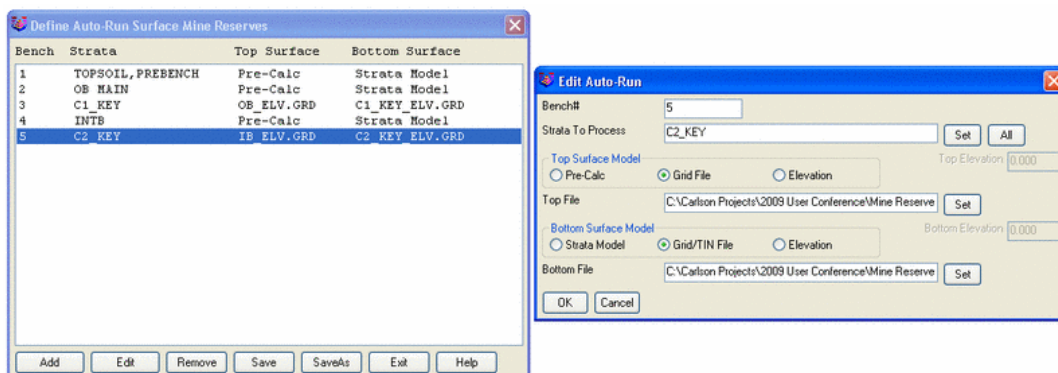 Define Auto-Run Surface Mine Reserves
Bench Strata Top Surface Bottom Surface
1 TOPSOIL,PREBENCH Pre-Calc Strata Model
2 OB MAIN Pre-Calc Strata Model
3 C1_KEY OB_ELV.GRD C1_KEY_ELV.GRD
4 INTB Pre-Calc Strata Model
5 C2_KEY IB_ELV.GRD C2_KEY_ELV.GRD
Add Edit Remove Save SaveAs Exit Help
Edit Auto-Run
Bench# 5
Strata To Process C2_KEY Set All
Top Surface Model Top Elevation 0.000
Pre-Calc Grid File Elevation
Top File C:\Carlson Projects\2009 User Conference\Mine Reserve Set
Bottom Surface Model Bottom Elevation 0.000
Strata Model Grid/TIN File Elevation
Bottom File C:\Carlson Projects\2009 User Conference\Mine Reserve Set
OK Cancel